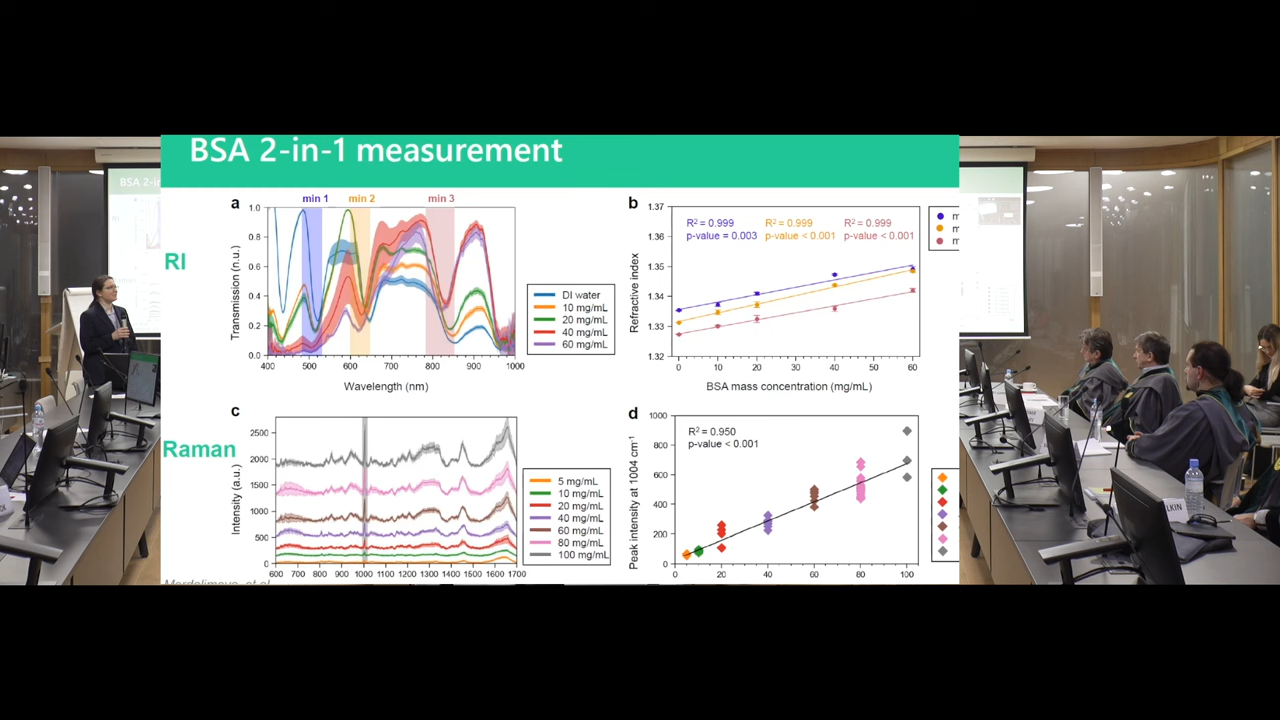 BSA 2-in-1 measurement
RI
a
min 1 min 2 min 3
Transmission (n.u.)
1.0
0.8
0.6
0.4
0.2
0.0
400 500 600 700 800 900 1000
Wavelength (nm)
DI water
10 mg/mL
20 mg/mL
40 mg/mL
60 mg/mL
b
Refractive index
1.37
1.36
1.35
1.34
1.33
1.32
R² = 0.999 R² = 0.999 R² = 0.999
p-value = 0.003 p-value < 0.001 p-value < 0.001
0 10 20 30 40 50 60
BSA mass concentration (mg/mL)
m
m
m
Raman
c
Intensity (a.u.)
2500
2000
1500
1000
500
0
600 700 800 900 1000 1100 1200 1300 1400 1500 1600 1700
5 mg/mL
10 mg/mL
20 mg/mL
40 mg/mL
60 mg/mL
80 mg/mL
100 mg/mL
d
Peak intensity at 1004 cm⁻¹
1000
800
600
400
200
0
R² = 0.950
p-value < 0.001
0 20 40 60 80 100
BSA 2-in
LKIN